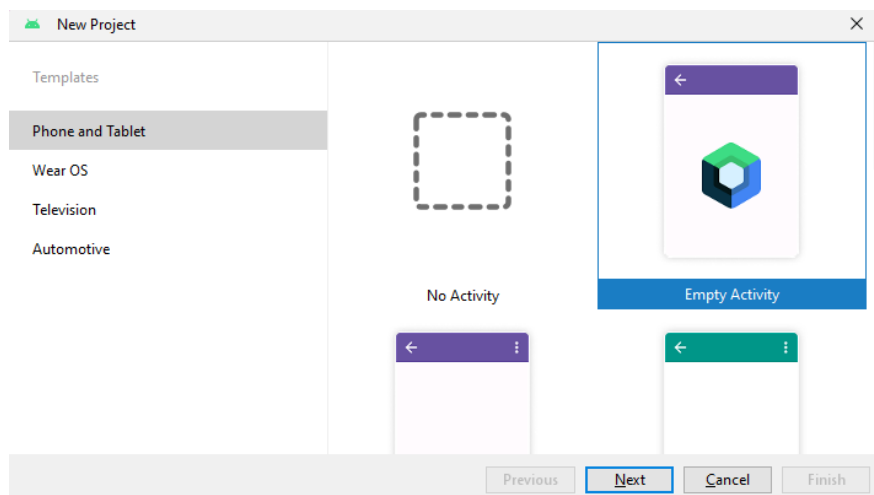 New Project
Templates
Phone and Tablet
Wear OS
Television
Automotive
No Activity
Empty Activity
Previous
Next
Cancel
Finish